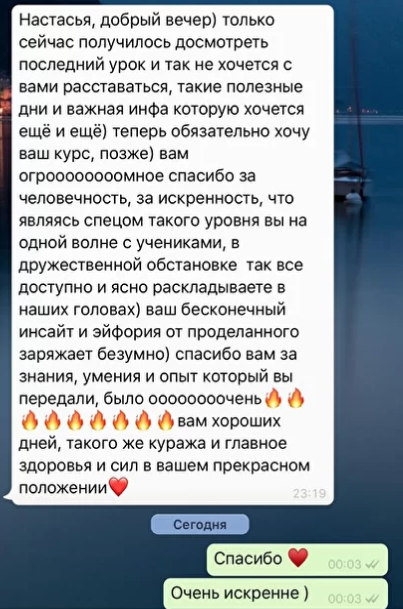 Настасья, добрый вечер) только
сейчас получилось досмотреть
последний урок и так не хочется с
вами расставаться, такие полезные
дни и важная инфа которую хочется
ещё и ещё) теперь обязательно хочу
ваш курс, позже) вам
огроооооооомное спасибо за
человечность, за искренность, что
являясь спецом такого уровня вы на
одной волне с учениками, в
дружественной обстановке так все
доступно и ясно раскладываете в
наших головах) ваш бесконечный
инсайт и эйфория от проделанного
заряжает безумно) спасибо вам за
знания, умения и опыт который вы
передали, было ооооооооочень🔥🔥
🔥🔥🔥🔥🔥🔥🔥вам хороших
дней, такого же куража и главное
здоровья и сил в вашем прекрасном
положении❤️
23:19
Сегодня
Спасибо ❤️ 00:03
Очень искренне ) 00:03